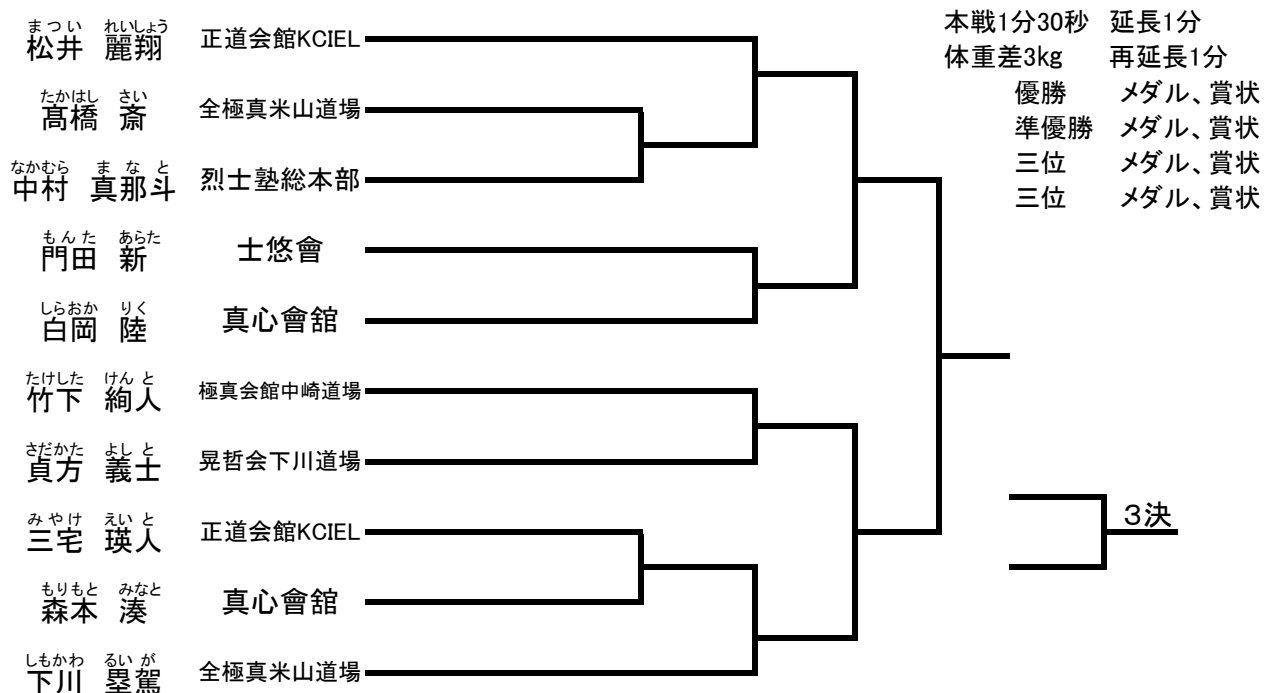 まつい れいしょう
松井 麗翔 正道会館KCIEL
たかはし さい
髙橋 斎 全極真米山道場
なかむら まなと
中村 真那斗 烈士塾総本部
もんた あらた
門田 新 士悠會
しらおか りく
白岡 陸 真心會舘
たけした けんと
竹下 絢人 極真会館中崎道場
さだかた よしと
貞方 義士 晃哲会下川道場
みやけ えいと
三宅 瑛人 正道会館KCIEL
もりもと みなと
森本 湊 真心會舘
しもかわ るいが
下川 塁駕 全極真米山道場
本戦1分30秒 延長1分
体重差3kg 再延長1分
優勝 メダル、賞状
準優勝 メダル、賞状
三位 メダル、賞状
三位 メダル、賞状
3決